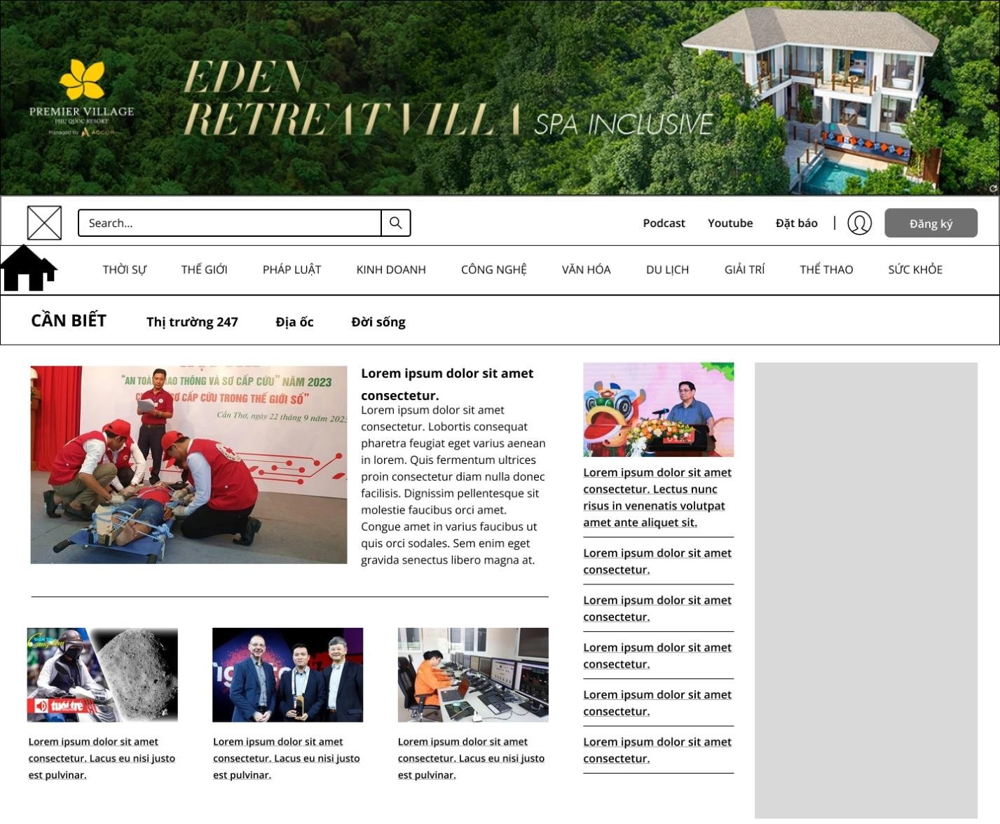 PREMIER VILLAGE
PHU QUOC RESORT
Managed by ACCOR
EDEN
RETREAT VILLA SPA INCLUSIVE
Search...
Podcast
Youtube
Đặt báo
Đăng ký
THỜI SỰ
THẾ GIỚI
PHÁP LUẬT
KINH DOANH
CÔNG NGHỆ
VĂN HÓA
DU LỊCH
GIẢI TRÍ
THỂ THAO
SỨC KHỎE
CẦN BIẾT
Thị trường 247
Địa ốc
Đời sống
"AN TOÀN GIAO THÔNG VÀ SƠ CẤP CỨU" NĂM 2023
SƠ CẤP CỨU TRONG THẾ GIỚI SỐ"
Cần Thơ, ngày 22 tháng 9 năm 202
Lorem ipsum dolor sit amet
consectetur.
Lorem ipsum dolor sit amet
consectetur. Lobortis consequat
pharetra feugiat eget varius aenean
in lorem. Quis fermentum ultrices
proin consectetur diam nulla donec
facilisis. Dignissim pellentesque sit
molestie faucibus orci amet.
Congue amet in varius faucibus ut
quis orci sodales. Sem enim eget
gravida senectus libero magna at.
tuổi trẻ
Lorem ipsum dolor sit amet
consectetur. Lacus eu nisi justo
est pulvinar.
Lorem ipsum dolor sit amet
consectetur. Lacus eu nisi justo
est pulvinar.
Lorem ipsum dolor sit amet
consectetur. Lacus eu nisi justo
est pulvinar.
Lorem ipsum dolor sit amet
consectetur. Lectus nunc
risus in venenatis volutpat
amet ante aliquet sit.
Lorem ipsum dolor sit amet
consectetur.
Lorem ipsum dolor sit amet
consectetur.
Lorem ipsum dolor sit amet
consectetur.
Lorem ipsum dolor sit amet
consectetur.
Lorem ipsum dolor sit amet
consectetur.